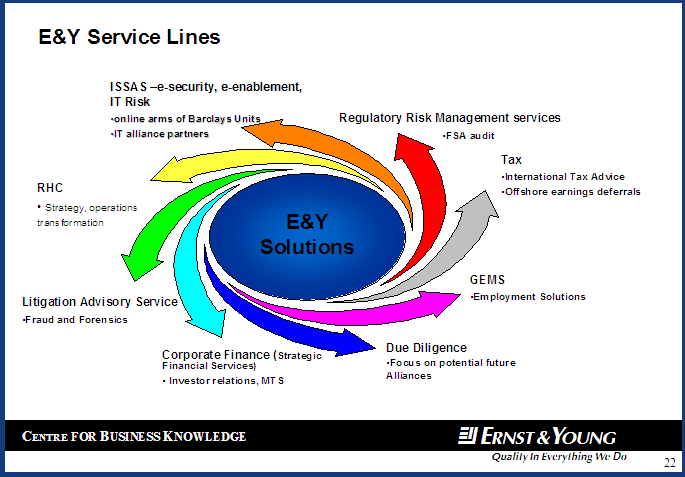 E&Y Service Lines
ISSAS –e-security, e-enablement,
IT Risk
•online arms of Barclays Units
•IT alliance partners
Regulatory Risk Management services
•FSA audit
Tax
•International Tax Advice
•Offshore earnings deferrals
RHC
• Strategy, operations
transformation
E&Y
Solutions
GEMS
•Employment Solutions
Litigation Advisory Service
•Fraud and Forensics
Due Diligence
•Focus on potential future
Alliances
Corporate Finance (Strategic
Financial Services)
• Investor relations, MTS
CENTRE FOR BUSINESS KNOWLEDGE
ERNST & YOUNG
Quality In Everything We Do
22